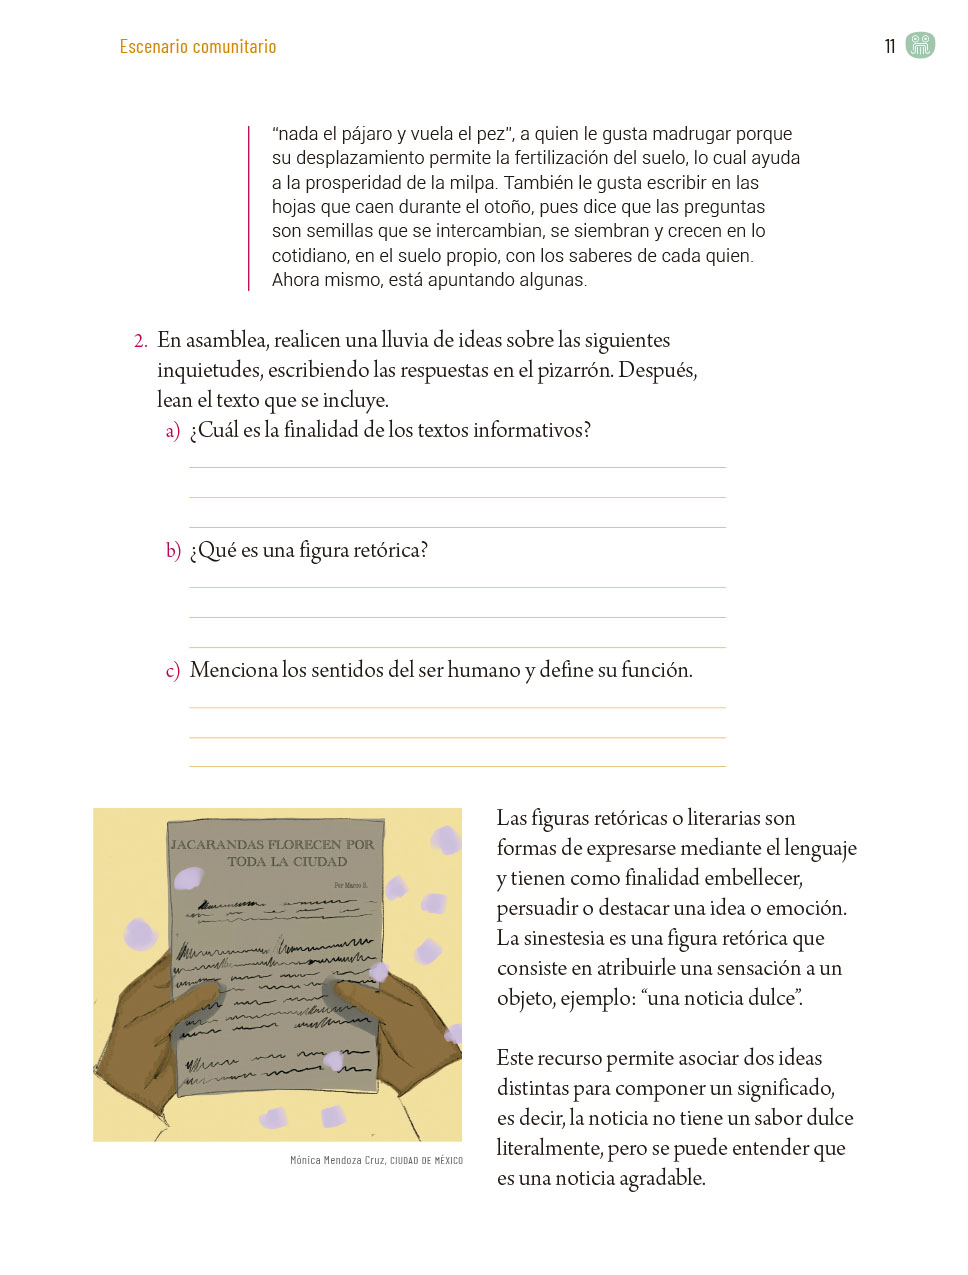 Escenario comunitario
11
“nada el pájaro y vuela el pez”, a quien le gusta madrugar porque
su desplazamiento permite la fertilización del suelo, lo cual ayuda
a la prosperidad de la milpa. También le gusta escribir en las
hojas que caen durante el otoño, pues dice que las preguntas
son semillas que se intercambian, se siembran y crecen en lo
cotidiano, en el suelo propio, con los saberes de cada quien.
Ahora mismo, está apuntando algunas.
2. En asamblea, realicen una lluvia de ideas sobre las siguientes
inquietudes, escribiendo las respuestas en el pizarrón. Después,
lean el texto que se incluye.
a) ¿Cuál es la finalidad de los textos informativos?
b) ¿Qué es una figura retórica?
c) Menciona los sentidos del ser humano y define su función.
JACARANDAS FLORECEN POR
TODA LA CIUDAD
Por Marco S.
Mónica Mendoza Cruz, CIUDAD DE MÉXICO
Las figuras retóricas o literarias son
formas de expresarse mediante el lenguaje
y tienen como finalidad embellecer,
persuadir o destacar una idea o emoción.
La sinestesia es una figura retórica que
consiste en atribuirle una sensación a un
objeto, ejemplo: “una noticia dulce”.
Este recurso permite asociar dos ideas
distintas para componer un significado,
es decir, la noticia no tiene un sabor dulce
literalmente, pero se puede entender que
es una noticia agradable.